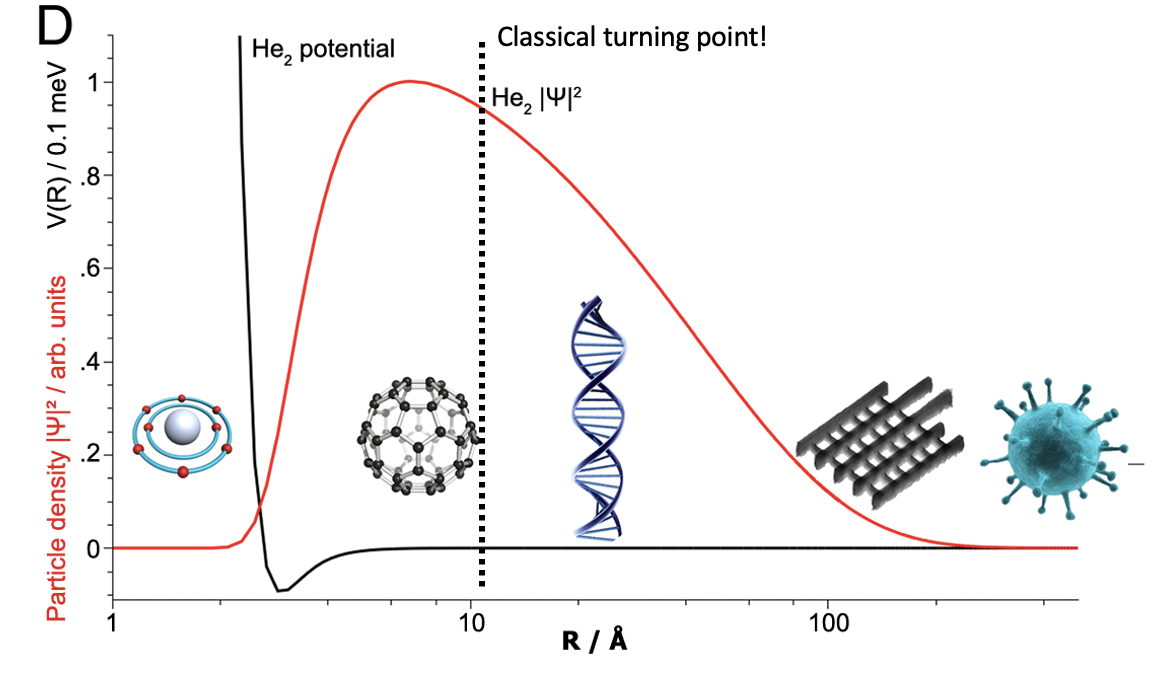 D
Classical turning point!
He₂ potential
He₂ |Ψ|²
V(R) / 0.1 meV
Particle density |Ψ|² / arb. units
1
.8
.6
.4
.2
0
1
10
100
R / Å